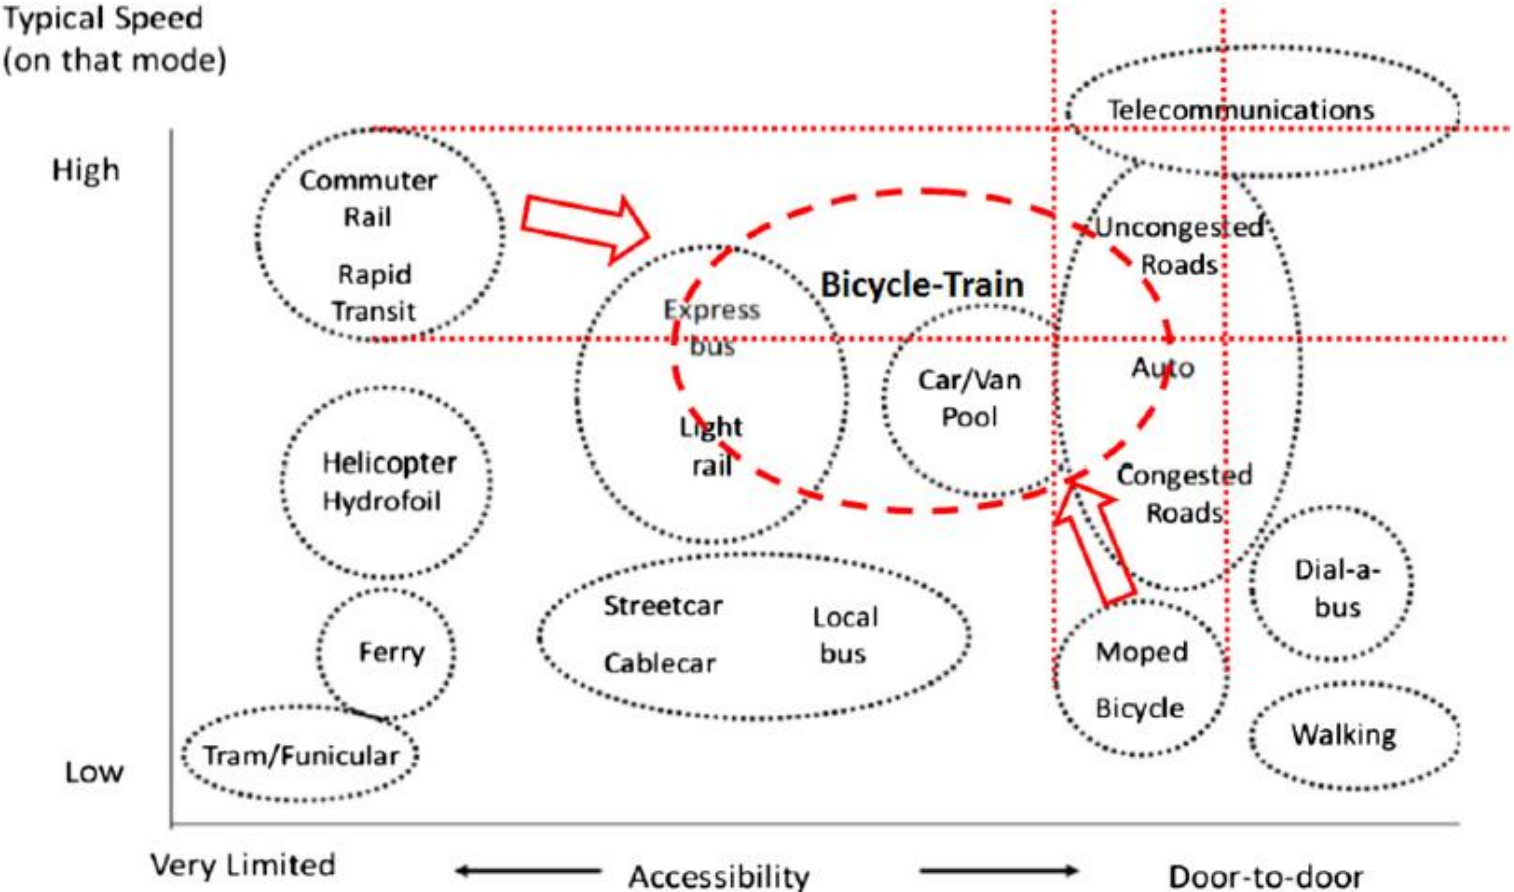 Typical Speed
(on that mode)
High
Low
Telecommunications
Commuter
Rail
Rapid
Transit
Uncongested
Roads
Bicycle-Train
Express
bus
Auto
Car/Van
Pool
Light
rail
Helicopter
Hydrofoil
Congested
Roads
Dial-a-
bus
Streetcar
Local
bus
Cablecar
Ferry
Moped
Bicycle
Walking
Tram/Funicular
Very Limited
Accessibility
Door-to-door